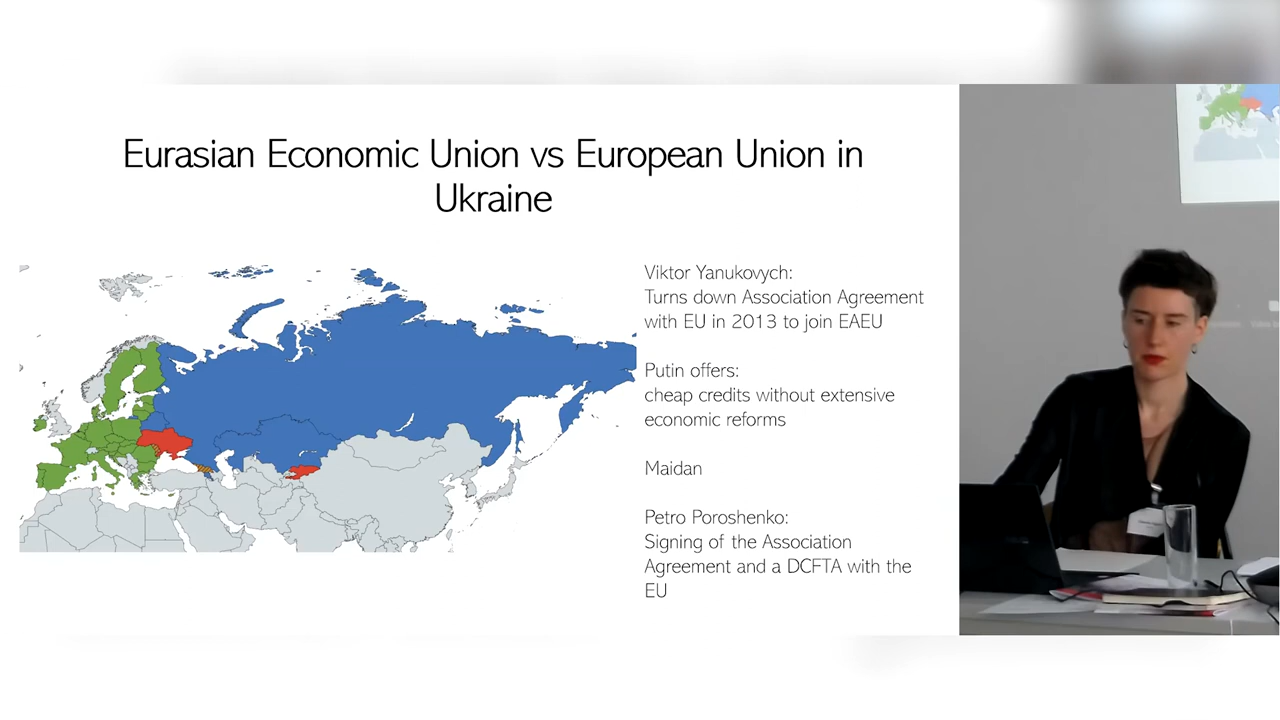 Eurasian Economic Union vs European Union in
Ukraine
Viktor Yanukovych:
Turns down Association Agreement
with EU in 2013 to join EAEU
Putin offers:
cheap credits without extensive
economic reforms
Maidan
Petro Poroshenko:
Signing of the Association
Agreement and a DCFTA with the
EU